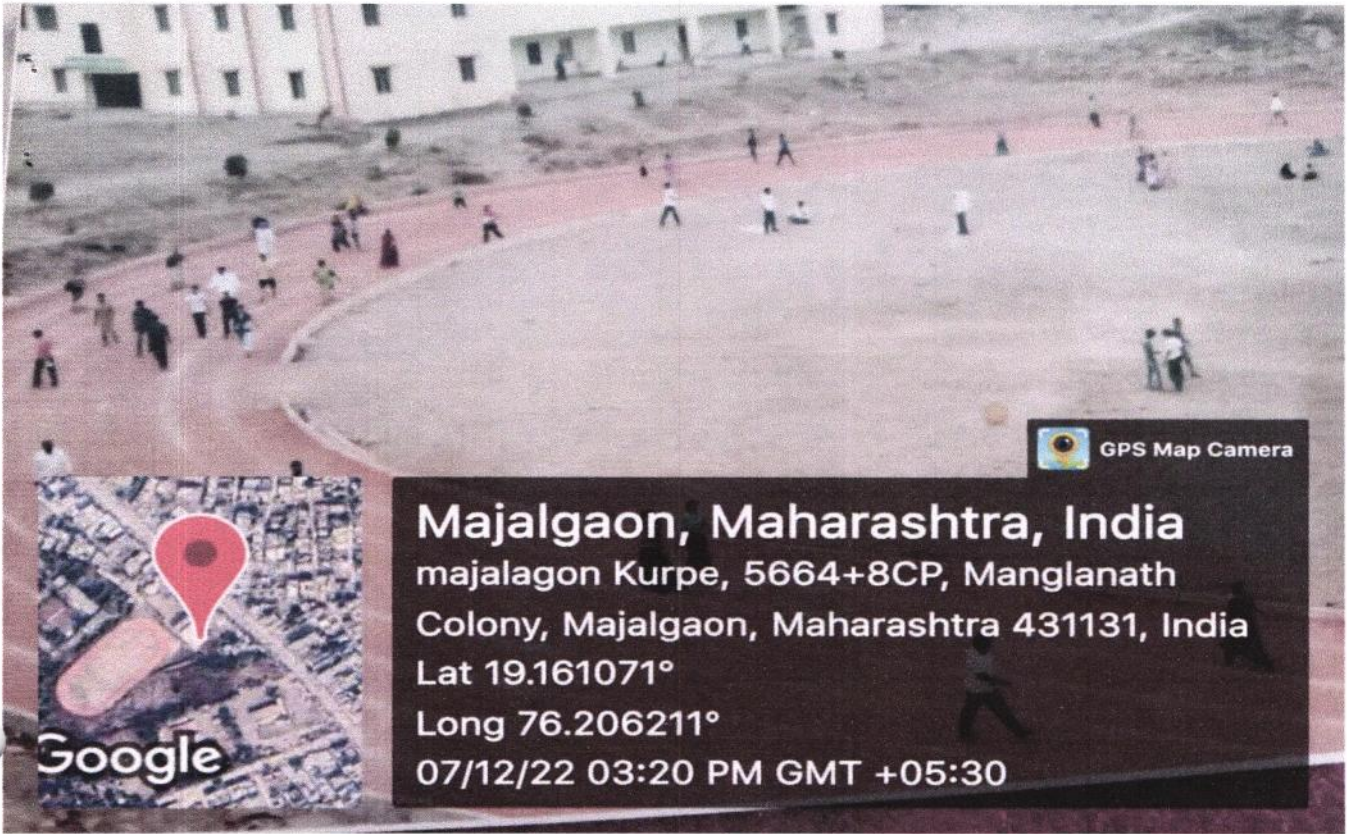 GPS Map Camera
Majalgaon, Maharashtra, India
majalagon Kurpe, 5664+8CP, Manglanath
Colony, Majalgaon, Maharashtra 431131, India
Lat 19.161071°
Long 76.206211°
07/12/22 03:20 PM GMT +05:30
Google